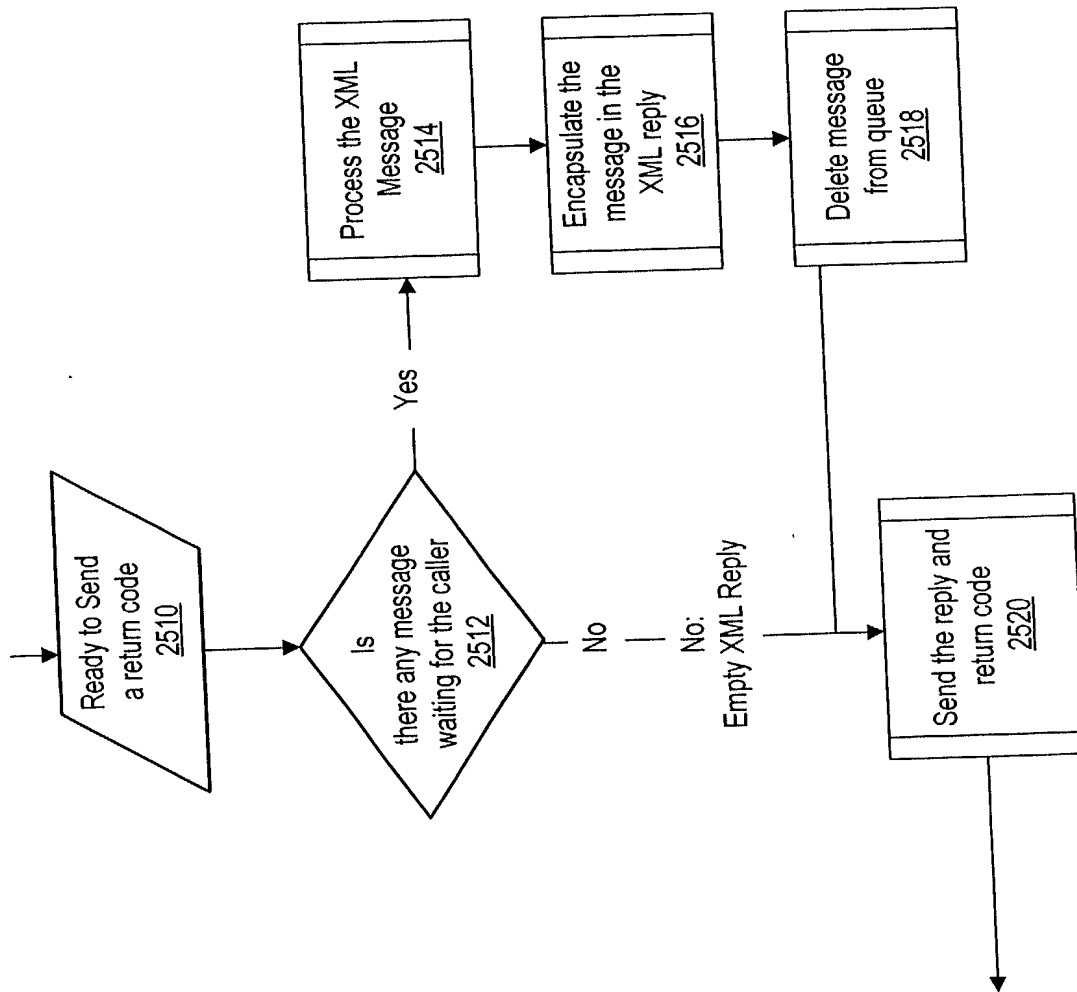 Ready to Send
a return code
2510
Is
there any message
waiting for the caller
2512
Yes
Process the XML
Message
2514
Encapsulate the
message in the
XML reply
2516
Delete message
from queue
2518
No
No:
Empty XML Reply
Send the reply and
return code
2520